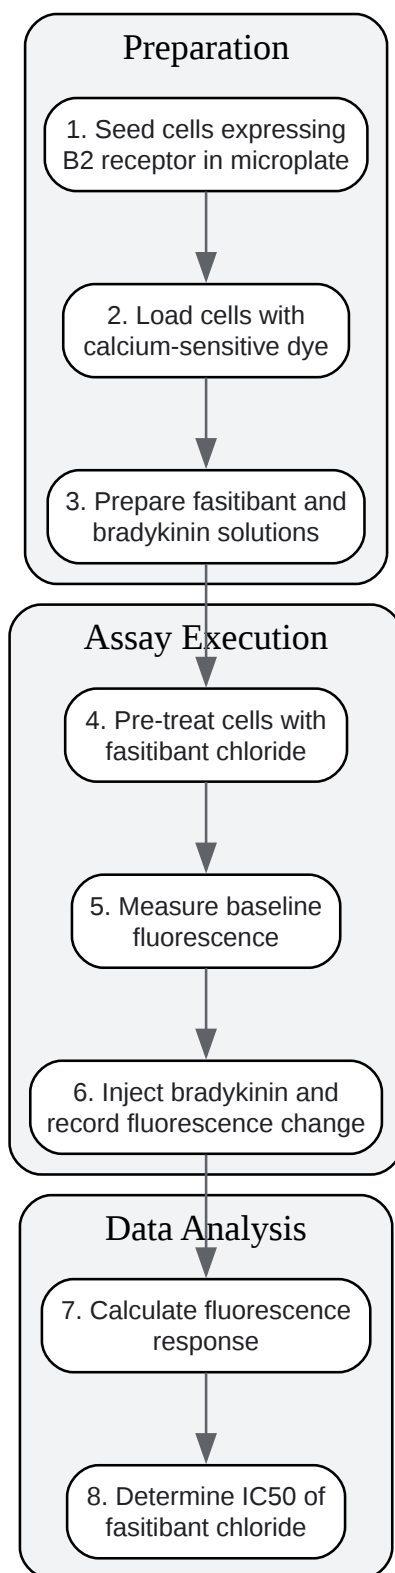 Preparation
1. Seed cells expressing
B2 receptor in microplate
2. Load cells with
calcium-sensitive dye
3. Prepare fasitibant and
bradykinin solutions
Assay Execution
4. Pre-treat cells with
fasitibant chloride
5. Measure baseline
fluorescence
6. Inject bradykinin and
record fluorescence change
Data Analysis
7. Calculate fluorescence
response
8. Determine IC50 of
fasitibant chloride